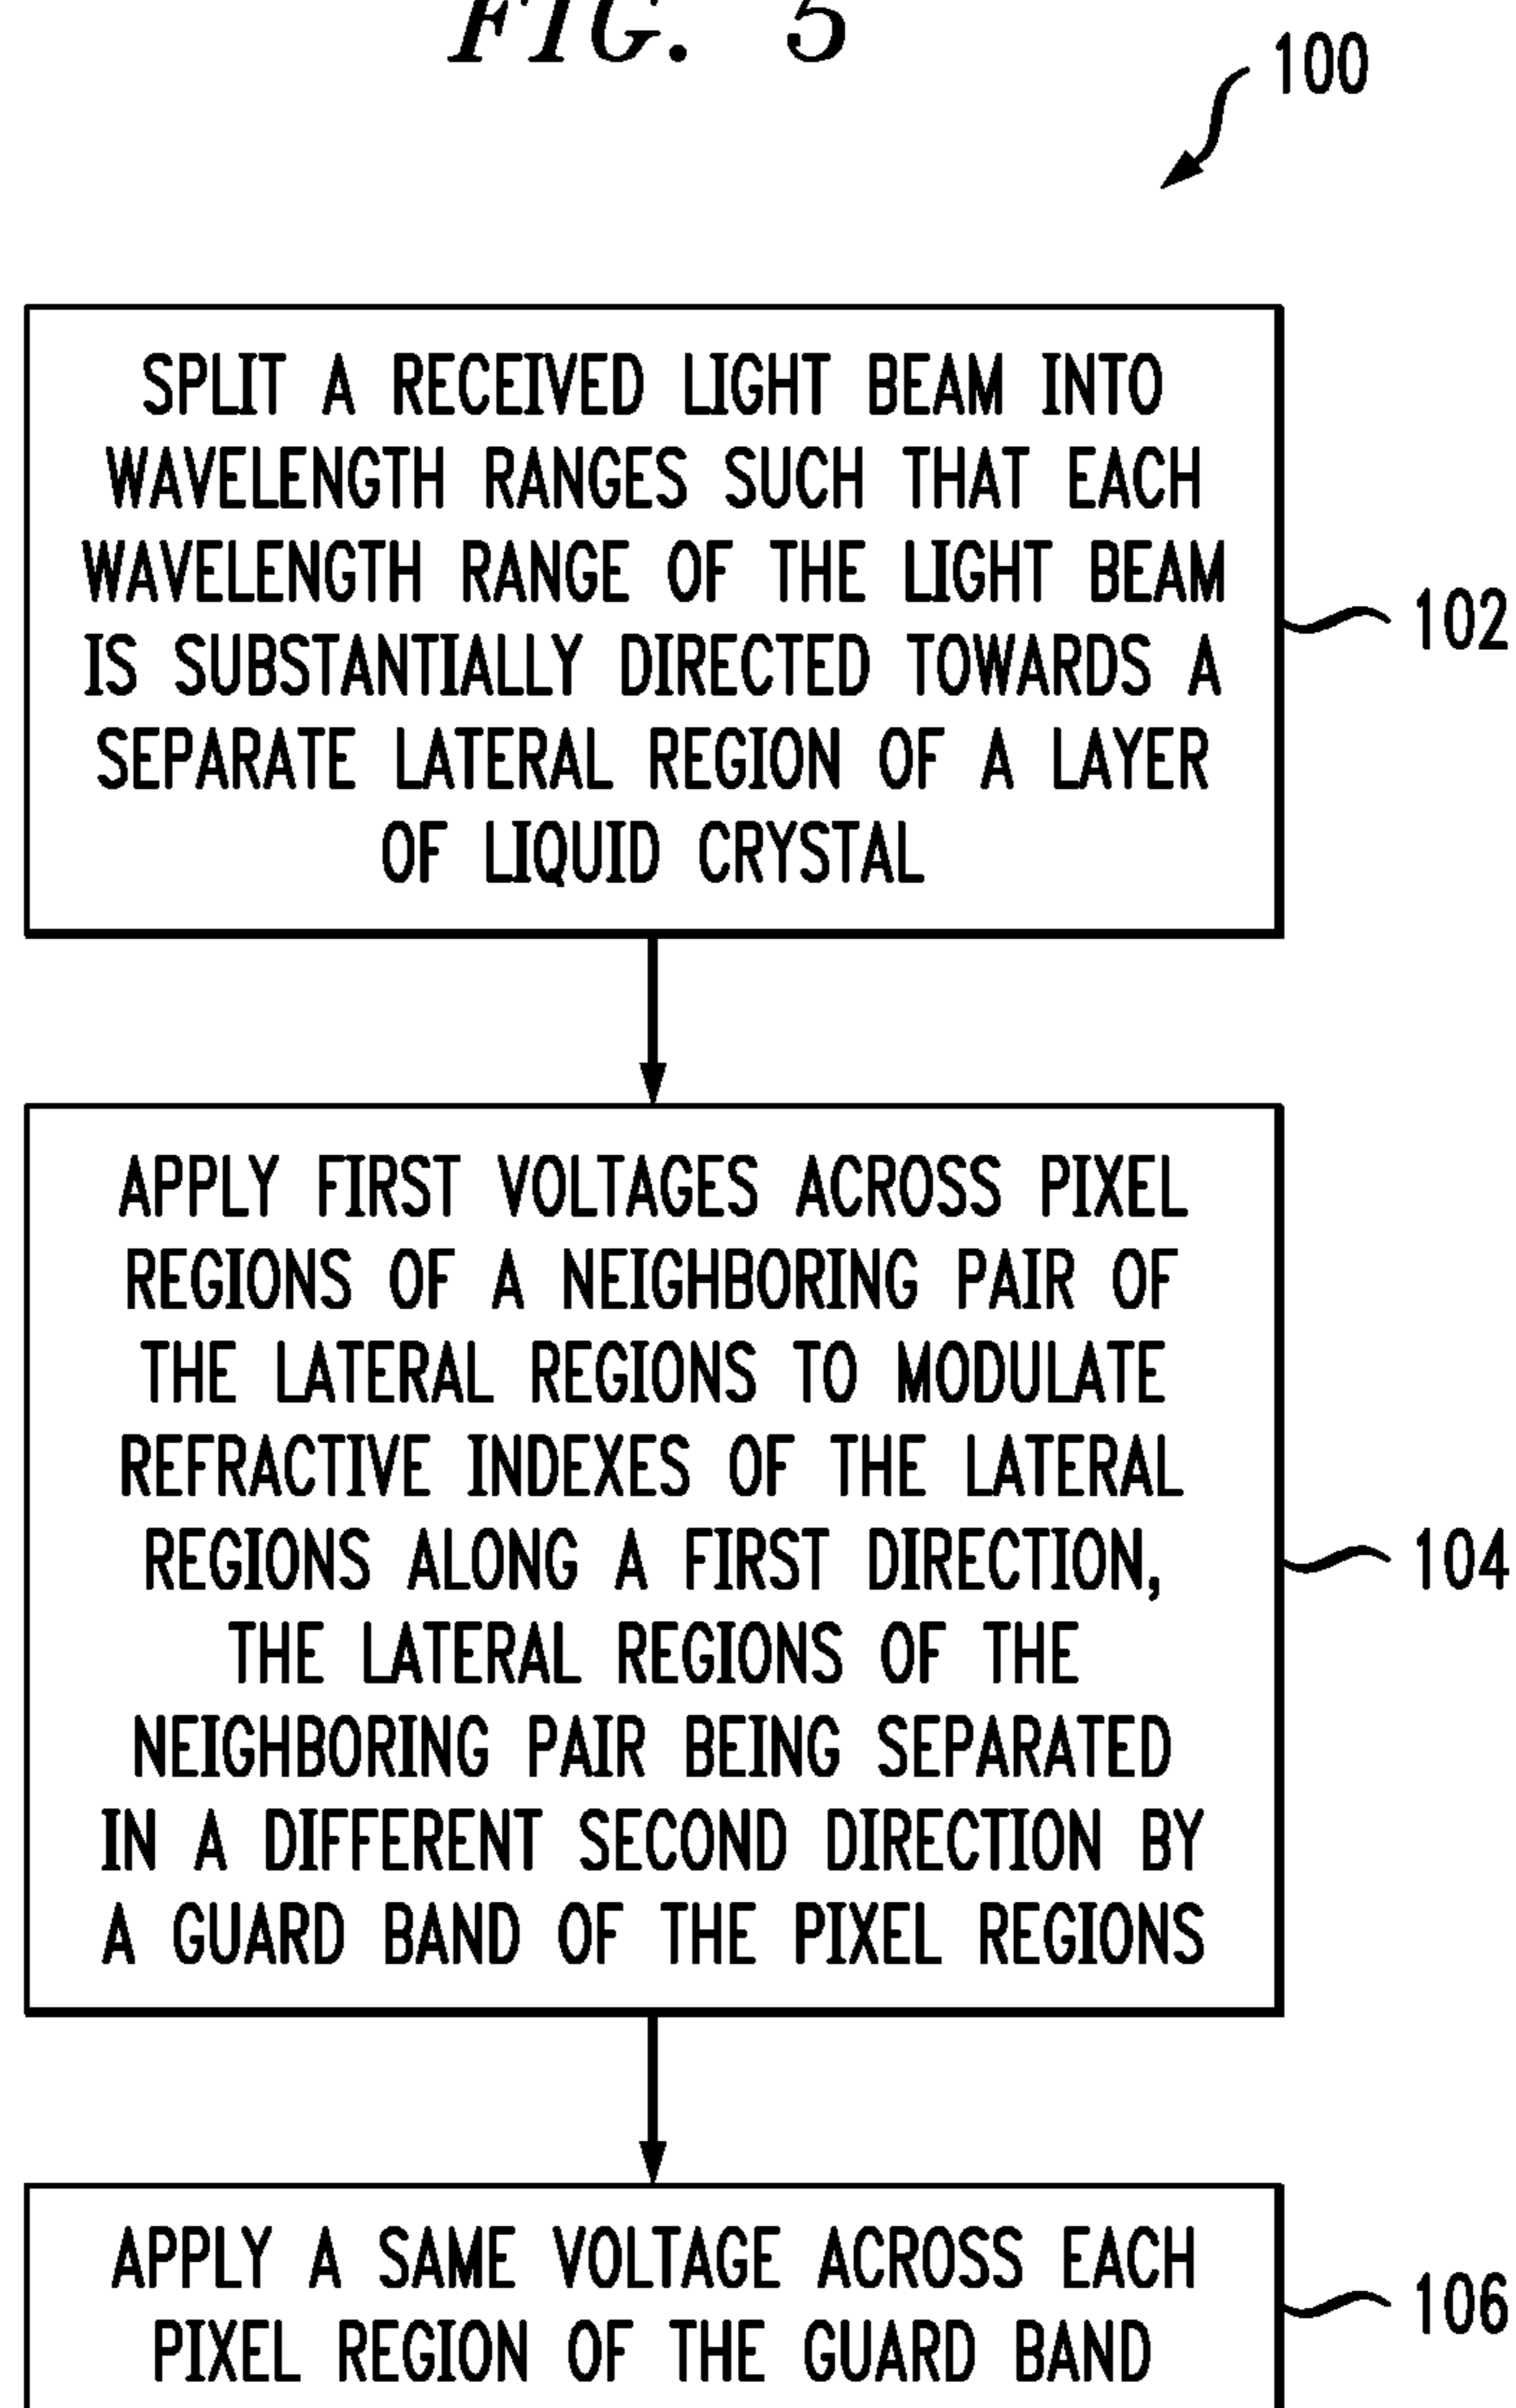 FIG. 5
100
SPLIT A RECEIVED LIGHT BEAM INTO
WAVELENGTH RANGES SUCH THAT EACH
WAVELENGTH RANGE OF THE LIGHT BEAM
IS SUBSTANTIALLY DIRECTED TOWARDS A
SEPARATE LATERAL REGION OF A LAYER
OF LIQUID CRYSTAL
102
APPLY FIRST VOLTAGES ACROSS PIXEL
REGIONS OF A NEIGHBORING PAIR OF
THE LATERAL REGIONS TO MODULATE
REFRACTIVE INDEXES OF THE LATERAL
REGIONS ALONG A FIRST DIRECTION,
THE LATERAL REGIONS OF THE
NEIGHBORING PAIR BEING SEPARATED
IN A DIFFERENT SECOND DIRECTION BY
A GUARD BAND OF THE PIXEL REGIONS
104
APPLY A SAME VOLTAGE ACROSS EACH
PIXEL REGION OF THE GUARD BAND
106